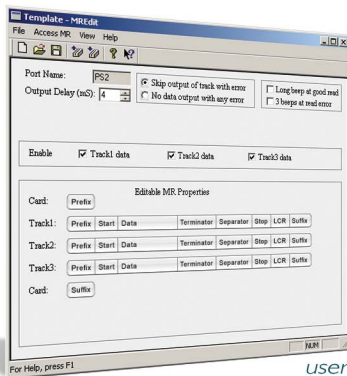 Template - MREdit
File Access MR View Help
Port Name: PS2
Output Delay (mS): 4
Skip output of track with error
No data output with any error
Long beep at good read
3 beeps at read error
Enable Track1 data Track2 data Track3 data
Editable MR Properties
Card: Prefix
Track1: Prefix Start Data Terminator Separator Stop LCR Suffix
Track2: Prefix Start Data Terminator Separator Stop LCR Suffix
Track3: Prefix Start Data Terminator Separator Stop LCR Suffix
Card: Suffix
For Help, press F1 NUM
user